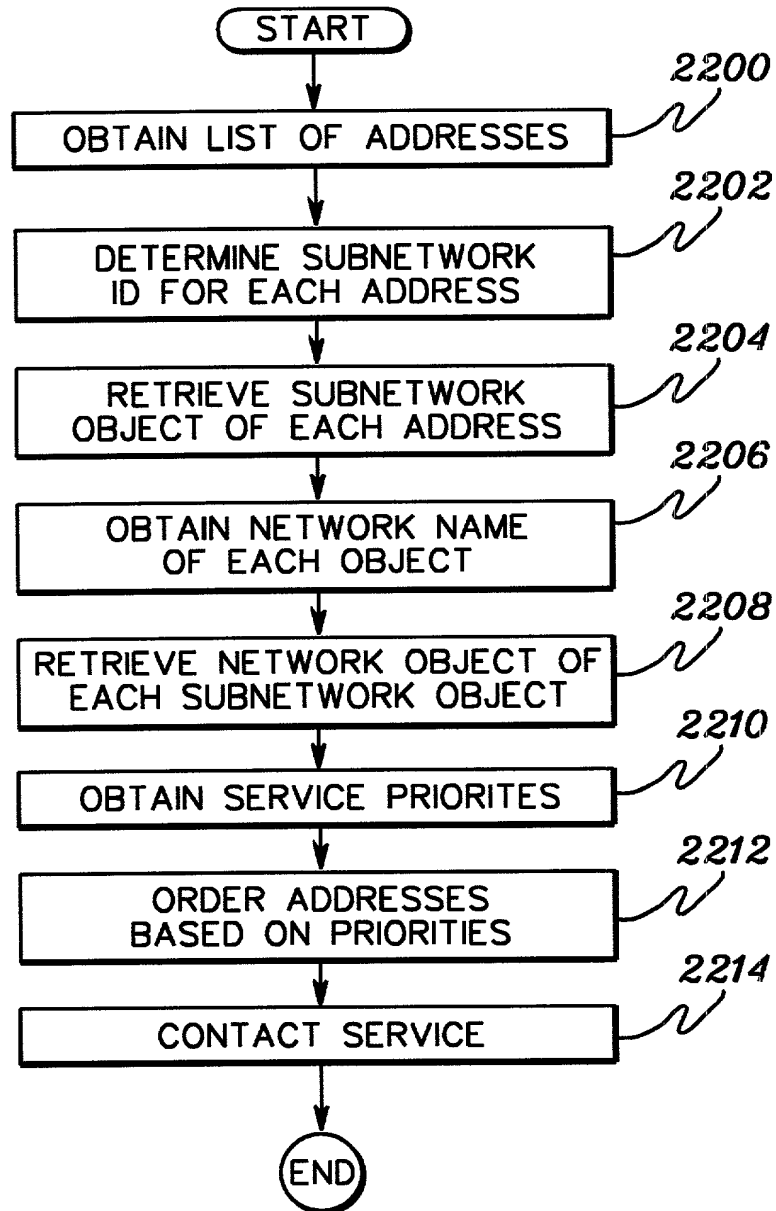 START
2200
OBTAIN LIST OF ADDRESSES
2202
DETERMINE SUBNETWORK
ID FOR EACH ADDRESS
2204
RETRIEVE SUBNETWORK
OBJECT OF EACH ADDRESS
2206
OBTAIN NETWORK NAME
OF EACH OBJECT
2208
RETRIEVE NETWORK OBJECT OF
EACH SUBNETWORK OBJECT
2210
OBTAIN SERVICE PRIORITES
2212
ORDER ADDRESSES
BASED ON PRIORITIES
2214
CONTACT SERVICE
END